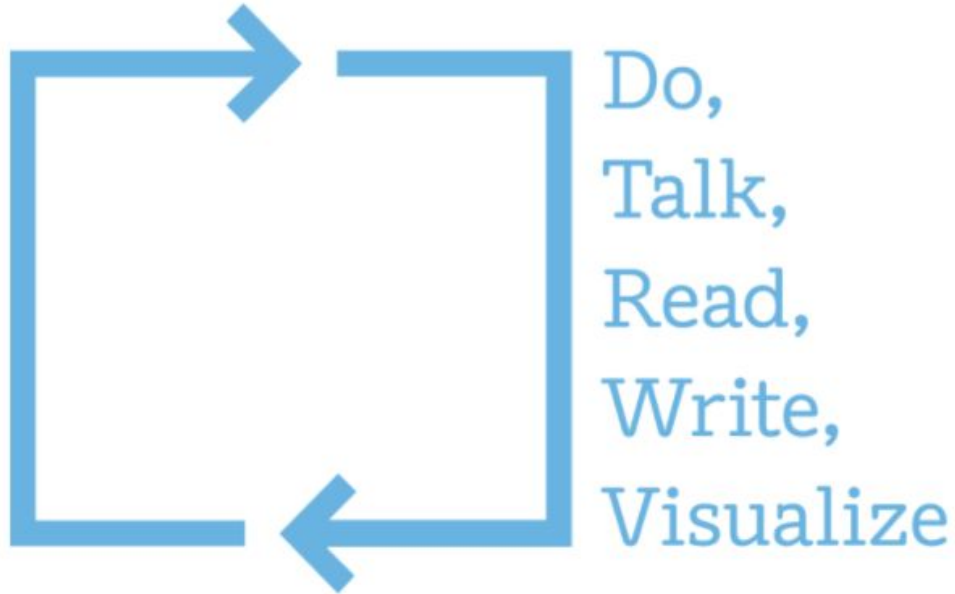 Do,
Talk,
Read,
Write,
Visualize